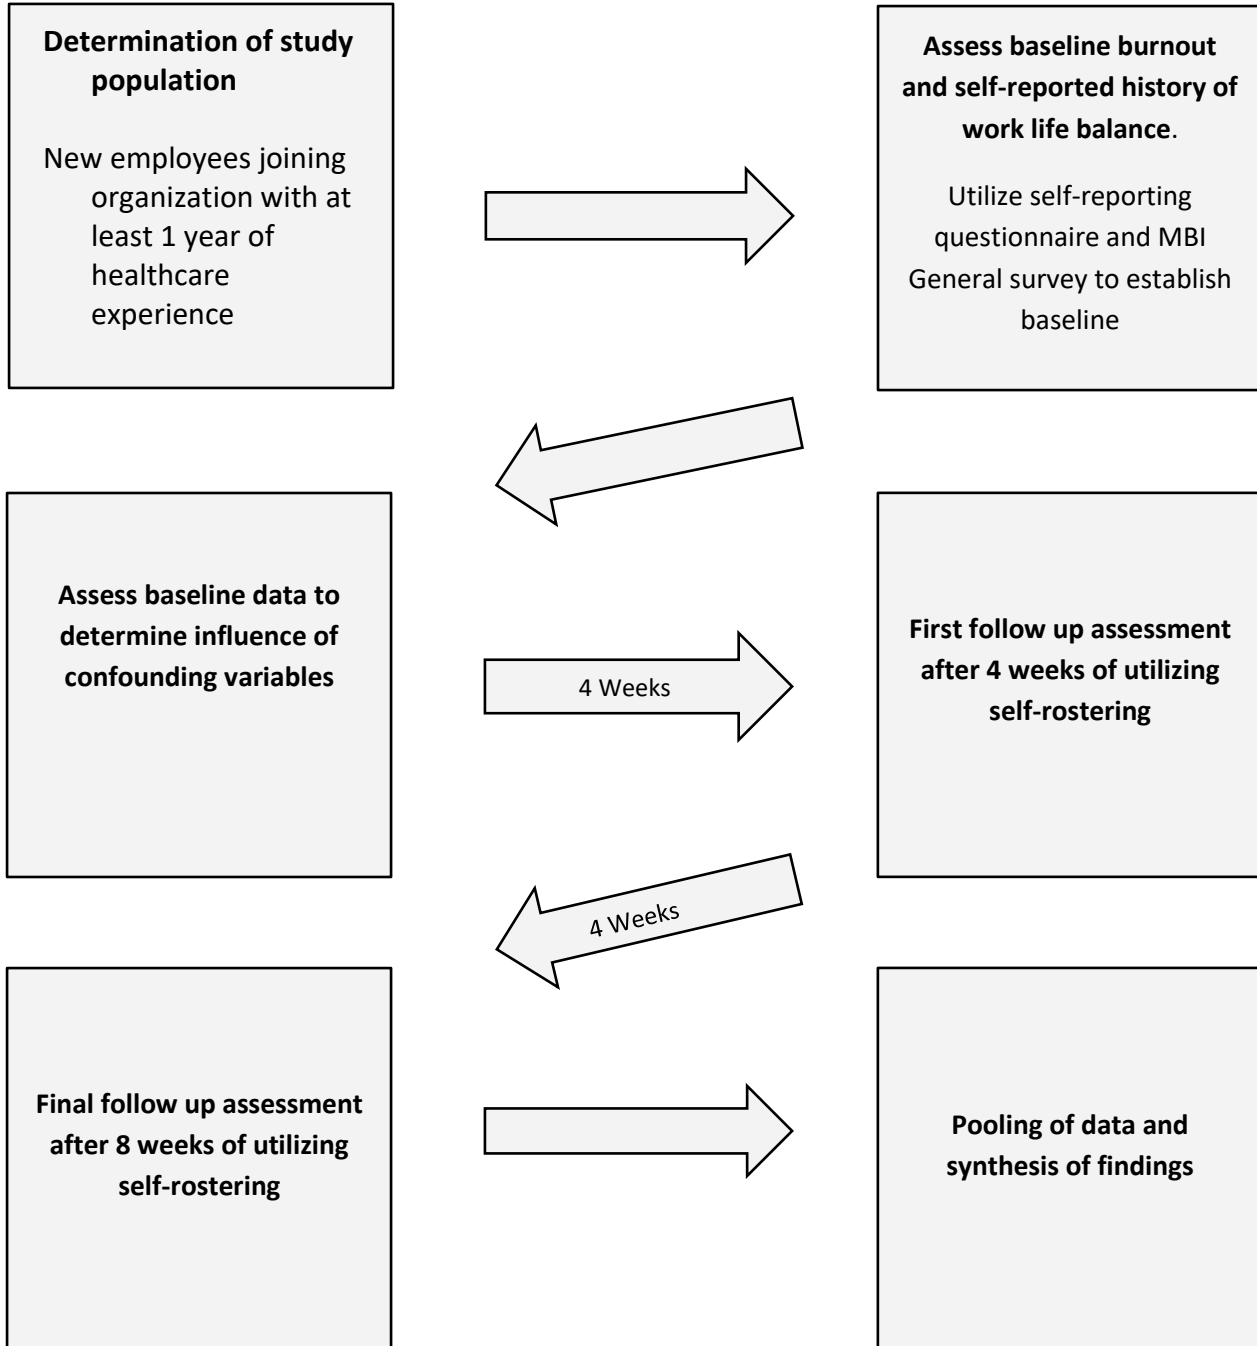 Determination of study
population
New employees joining
organization with at
least 1 year of
healthcare
experience
Assess baseline burnout
and self-reported history of
work life balance.
Utilize self-reporting
questionnaire and MBI
General survey to establish
baseline
Assess baseline data to
determine influence of
confounding variables
4 Weeks
First follow up assessment
after 4 weeks of utilizing
self-rostering
4 Weeks
Final follow up assessment
after 8 weeks of utilizing
self-rostering
Pooling of data and
synthesis of findings